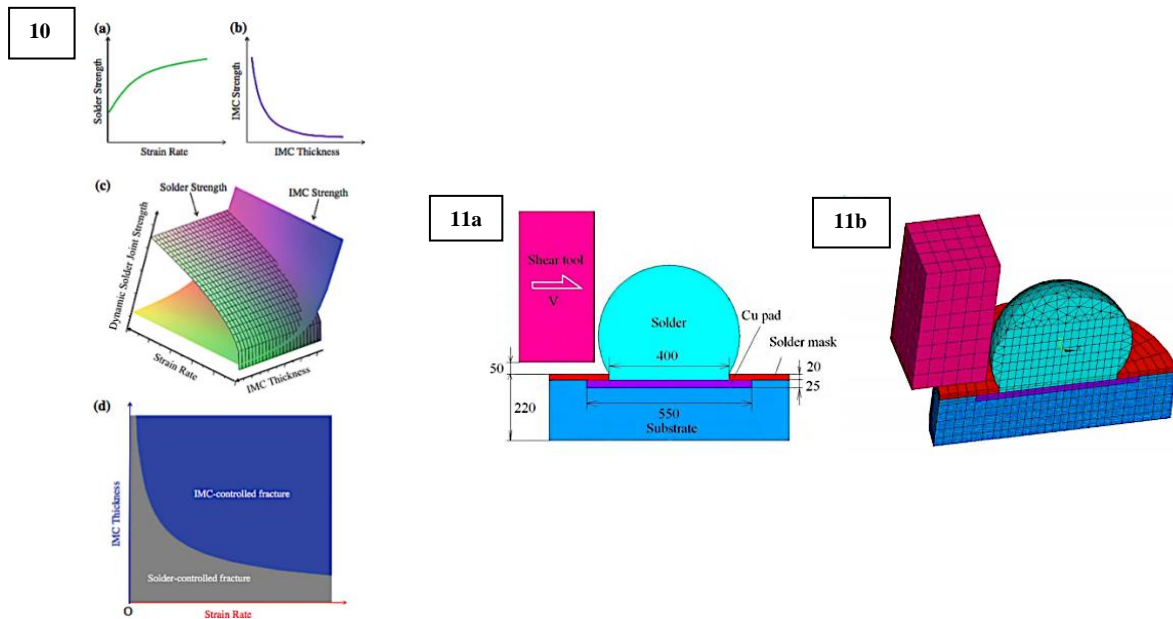 10
(a)
(b)
Solder Strength
Strain Rate
IMC Strength
IMC Thickness
(c)
Solder Strength
IMC Strength
Dynamic Solder Joint Strength
Strain Rate
IMC Thickness
(d)
IMC Thickness
IMC-controlled fracture
Solder-controlled fracture
O
Strain Rate
11a
Shear tool
V
Solder
Cu pad
Solder mask
400
50
20
25
220
550
Substrate
11b